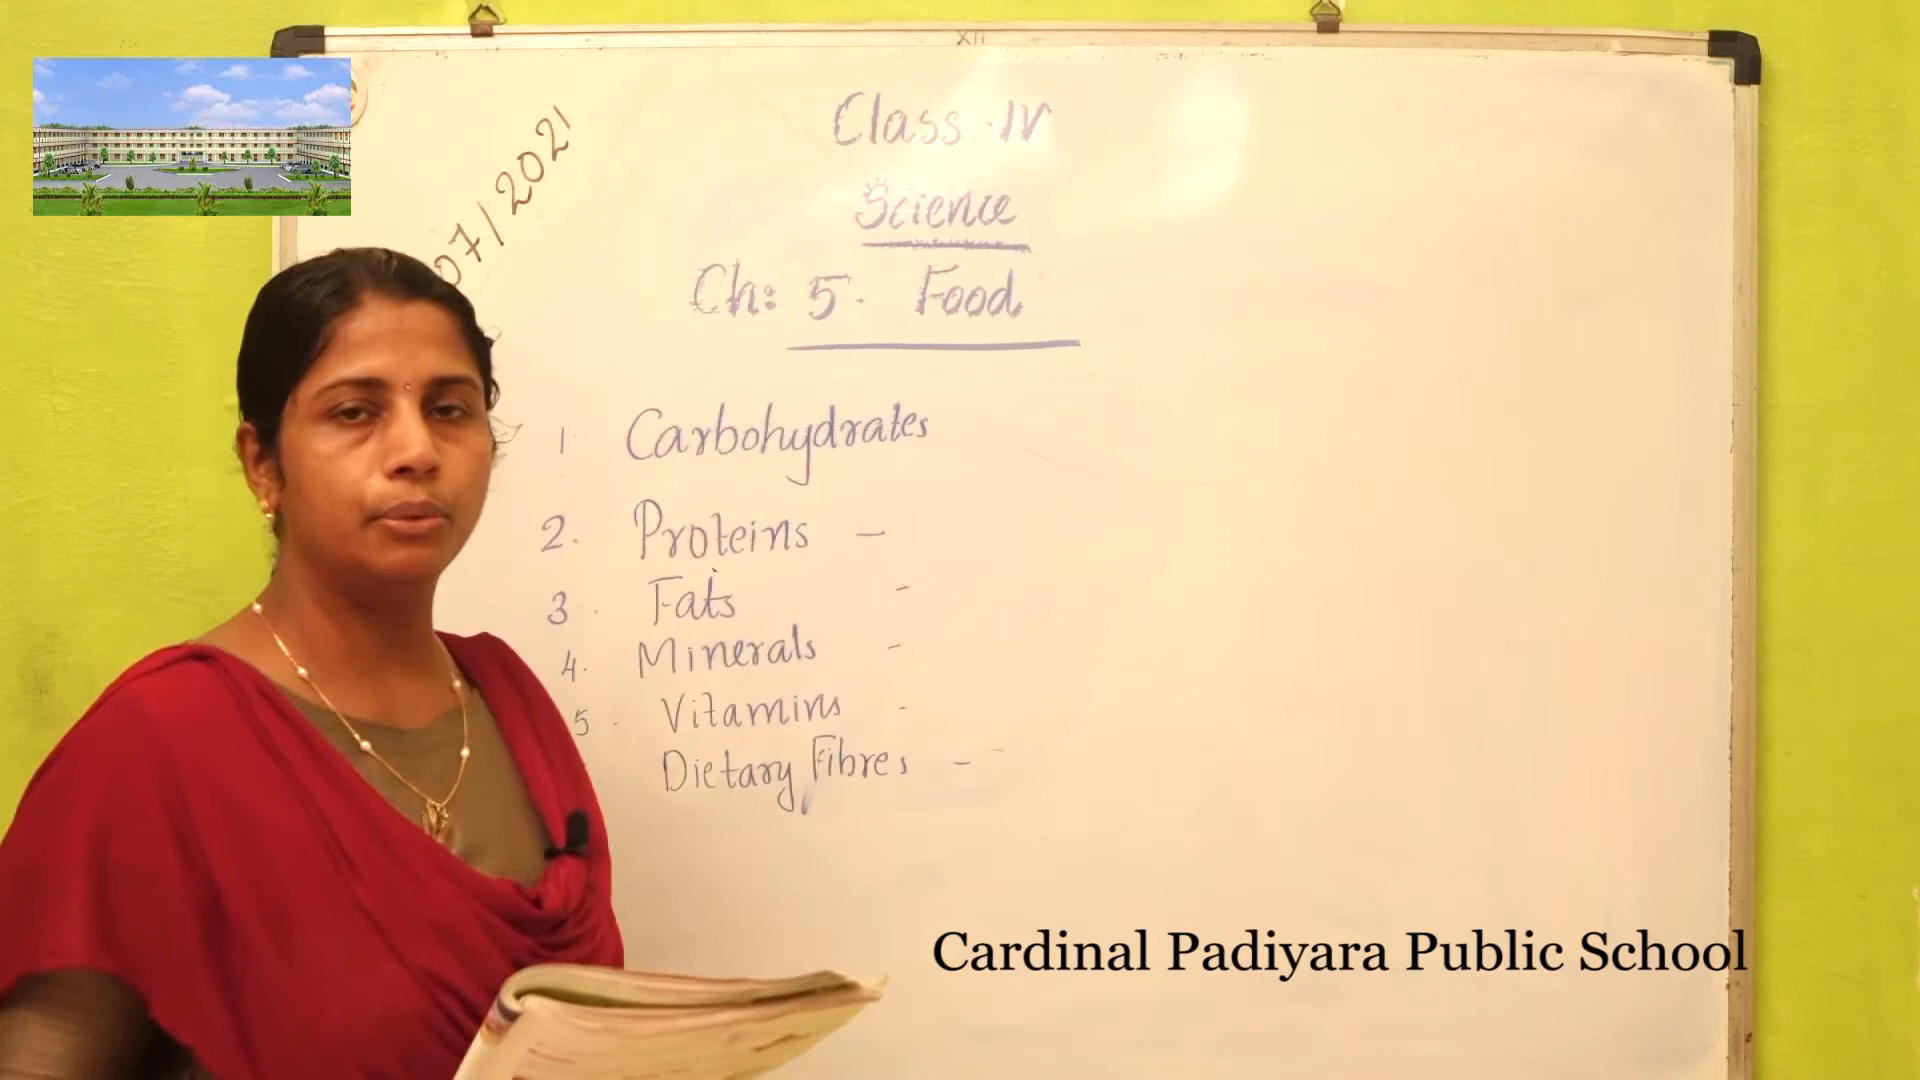 XII
07/2021
Class IV
Science
Ch: 5. Food
1 Carbohydrates
2. Proteins -
3. Fats -
4. Minerals -
5. Vitamins -
Dietary Fibres -
Cardinal Padiyara Public School